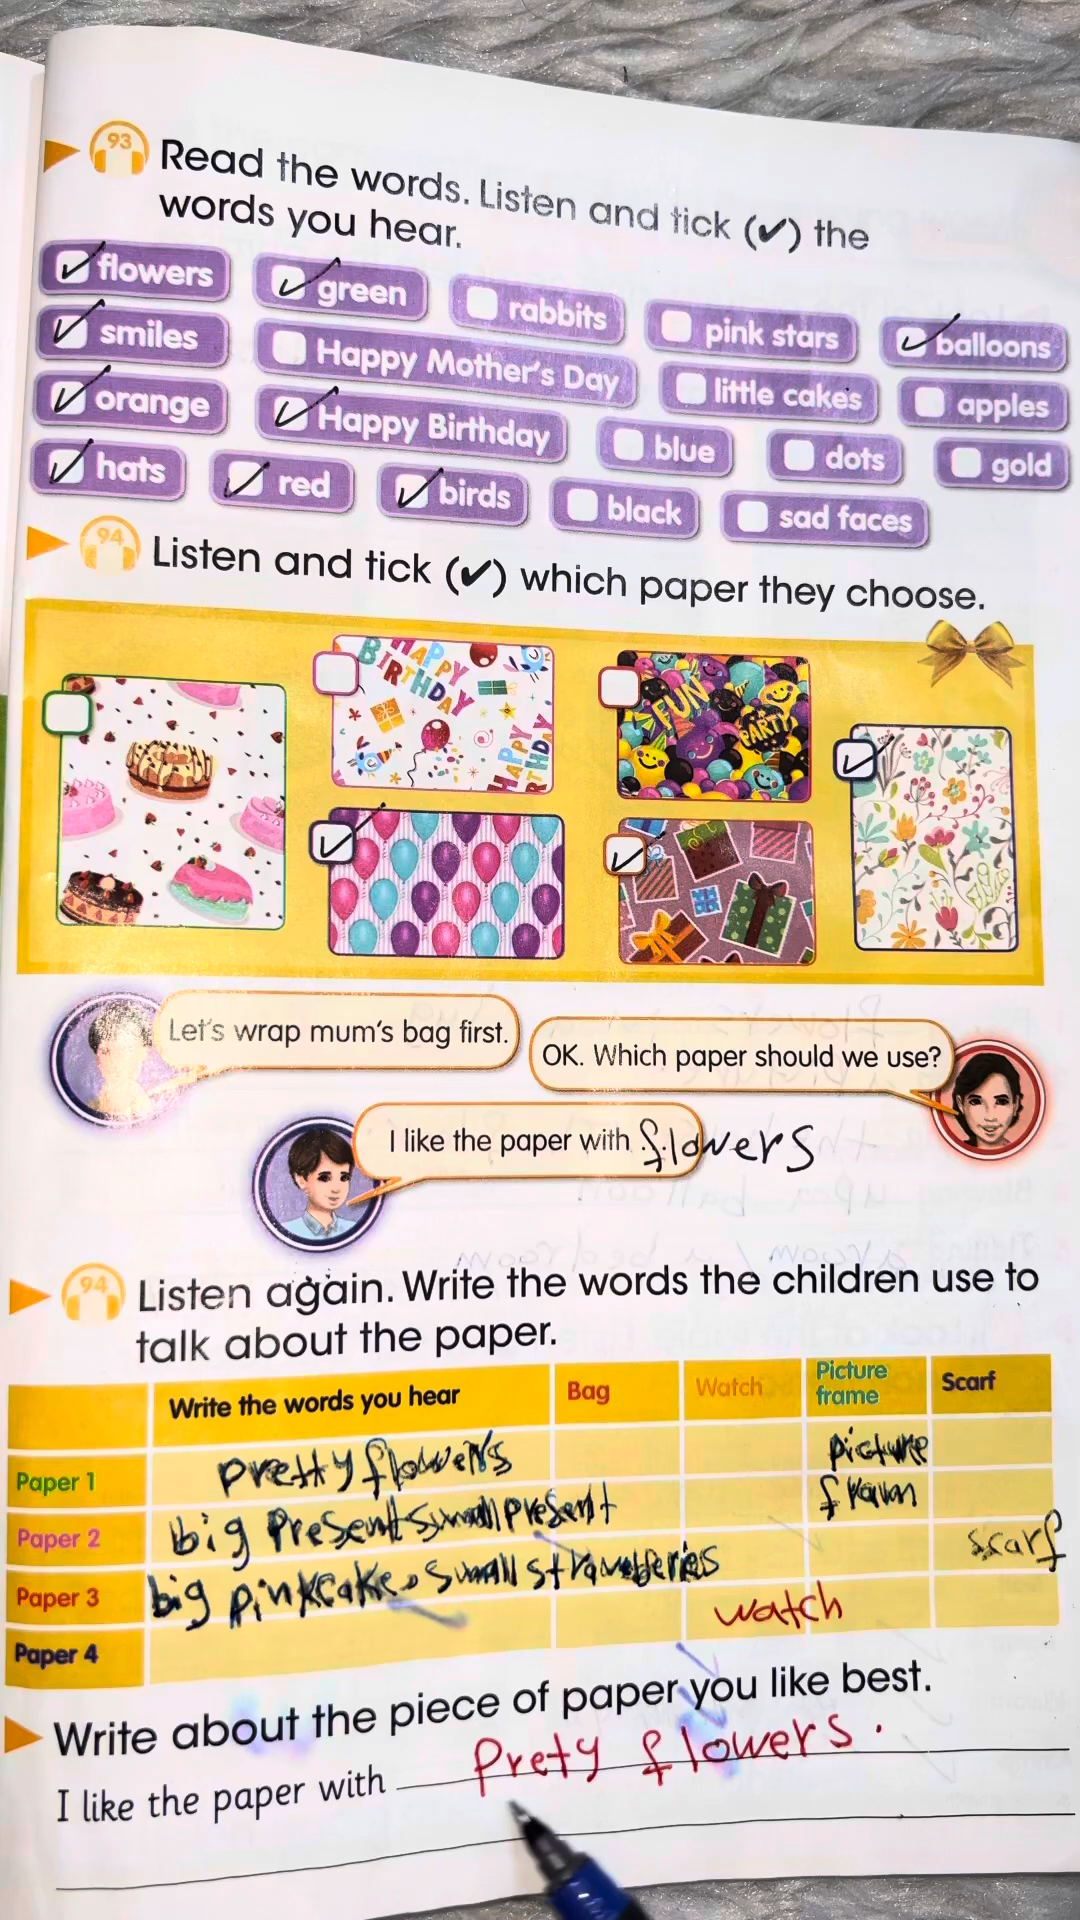 93 Read the words. Listen and tick (✔) the
words you hear.
flowers green rabbits pink stars balloons
smiles Happy Mother's Day little cakes apples
orange Happy Birthday blue dots gold
hats red birds black sad faces
94 Listen and tick (✔) which paper they choose.
HAPPY
BIRTHDAY
HAPPY
FUN
PARTY
Let's wrap mum's bag first.
OK. Which paper should we use?
I like the paper with flowers
94 Listen again. Write the words the children use to
talk about the paper.
Write the words you hear Bag Watch Picture frame Scarf
Paper 1 pretty flowers picture
fram
Paper 2 big Present small present scarf
Paper 3 big pink cake small
watch
Paper 4
Write about the piece of paper you like best.
I like the paper with Prety flowers.